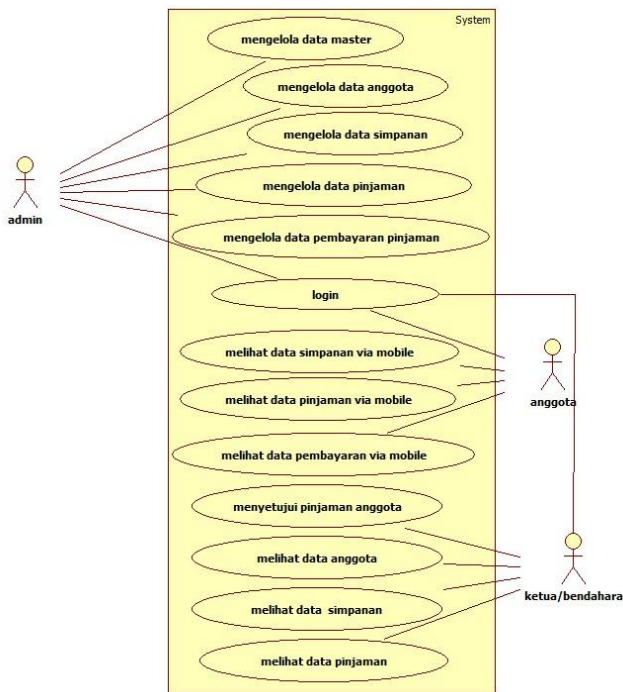 System
mengelola data master
mengelola data anggota
mengelola data simpanan
mengelola data pinjaman
admin
mengelola data pembayaran pinjaman
login
melihat data simpanan via mobile
melihat data pinjaman via mobile
anggota
melihat data pembayaran via mobile
menyetujui pinjaman anggota
melihat data anggota
ketua/bendahara
melihat data simpanan
melihat data pinjaman